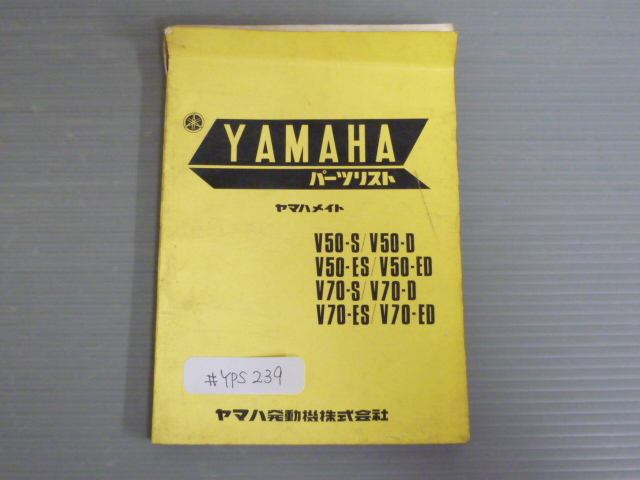 YAMAHA
パーツリスト
ヤマハメイト
V50-S/V50-D
V50-ES/V50-ED
V70-S/V70-D
V70-ES/V70-ED
#YPS 239
ヤマハ発動機株式会社